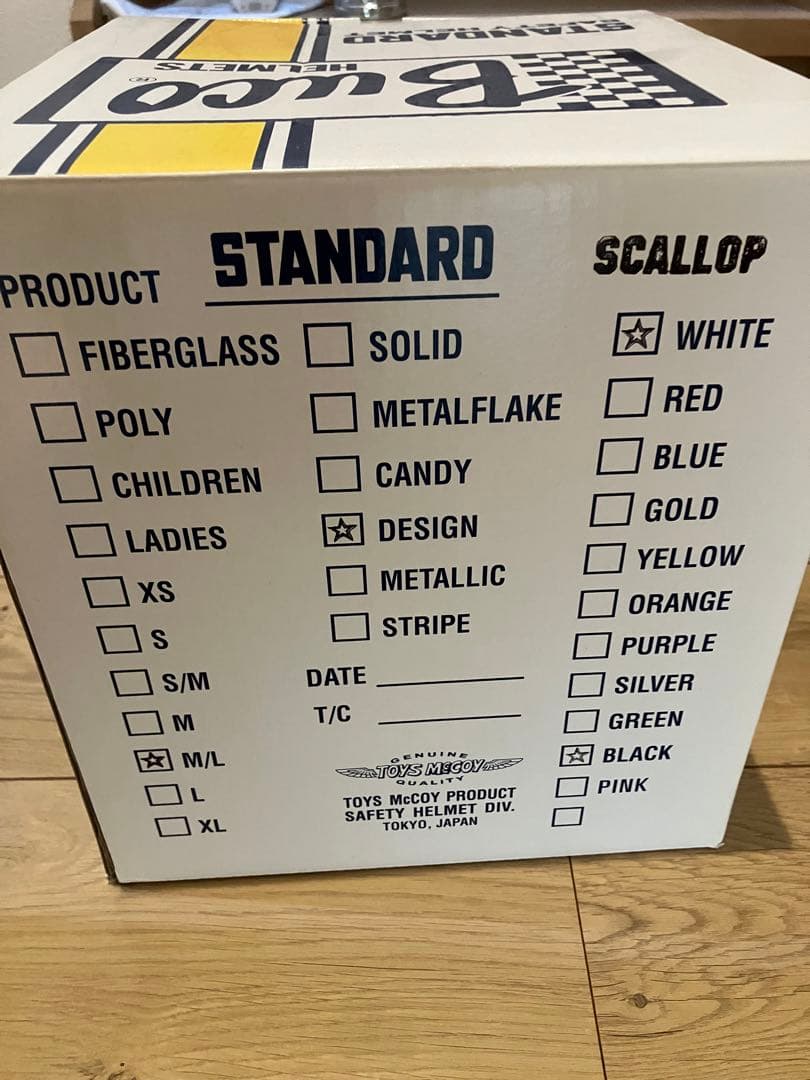 STANDARD
SAFETY HELMET
Buco®
HELMETS
PRODUCT STANDARD SCALLOP
FIBERGLASS
POLY
CHILDREN
LADIES
XS
S
S/M
M
M/L
L
XL
SOLID
METALFLAKE
CANDY
DESIGN
METALLIC
STRIPE
DATE
T/C
GENUINE
TOYS McCOY
QUALITY
TOYS McCOY PRODUCT
SAFETY HELMET DIV.
TOKYO, JAPAN
WHITE
RED
BLUE
GOLD
YELLOW
ORANGE
PURPLE
SILVER
GREEN
BLACK
PINK